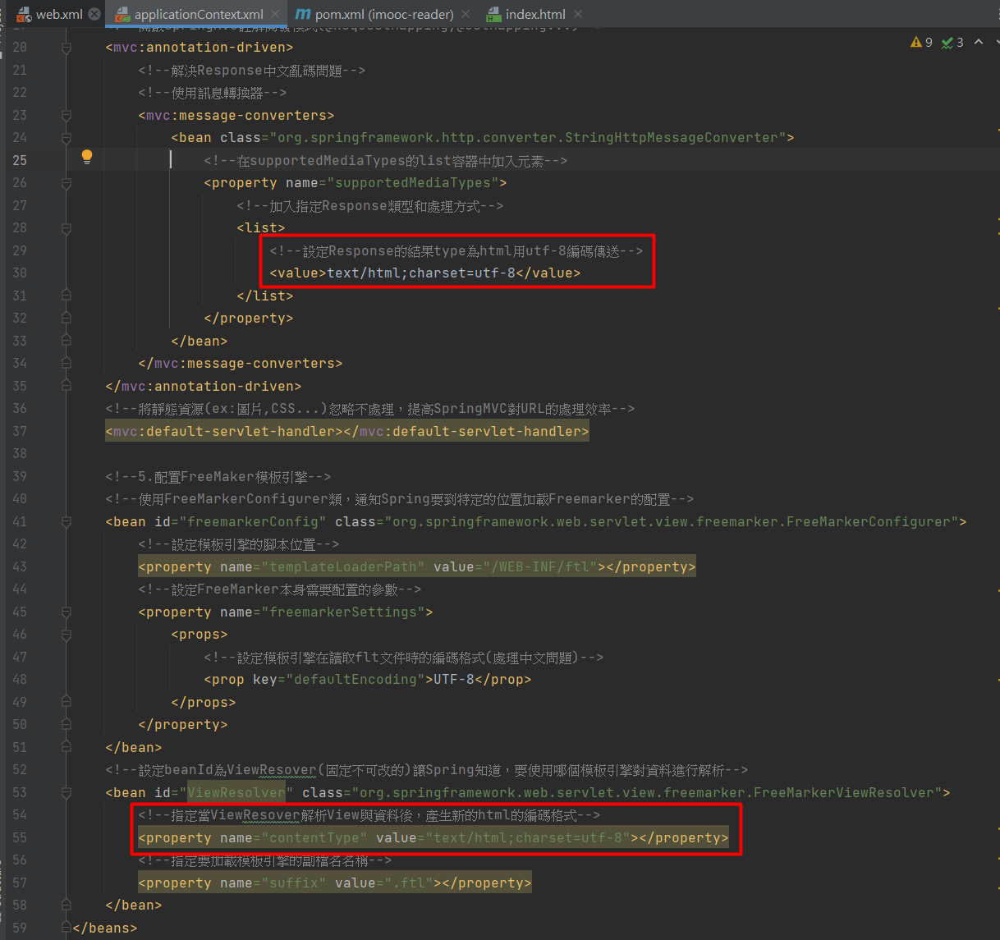 web.xml applicationContext.xml pom.xml (imooc-reader) index.html
9 3
20 <mvc:annotation-driven>
21 <!--解決Response中文亂碼問題-->
22 <!--使用訊息轉換器-->
23 <mvc:message-converters>
24 <bean class="org.springframework.http.converter.StringHttpMessageConverter">
25 <!--在supportedMediaTypes的list容器中加入元素-->
26 <property name="supportedMediaTypes">
27 <!--加入指定Response類型和處理方式-->
28 <list>
29 <!--設定Response的結果type為html用utf-8編碼傳送-->
30 <value>text/html;charset=utf-8</value>
31 </list>
32 </property>
33 </bean>
34 </mvc:message-converters>
35 </mvc:annotation-driven>
36 <!--將靜態資源(ex:圖片,CSS...)忽略不處理，提高SpringMVC對URL的處理效率-->
37 <mvc:default-servlet-handler></mvc:default-servlet-handler>
38
39 <!--5.配置FreeMaker模板引擎-->
40 <!--使用FreeMarkerConfigurer類，通知Spring要到特定的位置加載Freemarker的配置-->
41 <bean id="freemarkerConfig" class="org.springframework.web.servlet.view.freemarker.FreeMarkerConfigurer">
42 <!--設定模板引擎的腳本位置-->
43 <property name="templateLoaderPath" value="/WEB-INF/ftl"></property>
44 <!--設定FreeMarker本身需要配置的參數-->
45 <property name="freemarkerSettings">
46 <props>
47 <!--設定模板引擎在讀取flt文件時的編碼格式(處理中文問題)-->
48 <prop key="defaultEncoding">UTF-8</prop>
49 </props>
50 </property>
51 </bean>
52 <!--設定beanId為ViewResover(固定不可改的)讓Spring知道，要使用哪個模板引擎對資料進行解析-->
53 <bean id="ViewResolver" class="org.springframework.web.servlet.view.freemarker.FreeMarkerViewResolver">
54 <!--指定當ViewResover解析View與資料後，產生新的html的編碼格式-->
55 <property name="contentType" value="text/html;charset=utf-8"></property>
56 <!--指定要加載模板引擎的副檔名名稱-->
57 <property name="suffix" value=".ftl"></property>
58 </bean>
59 </beans>